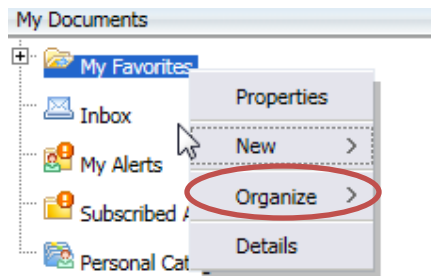 My Documents
My Favorites
Properties
Inbox
New
My Alerts
Organize
Subscribed
Details
Personal